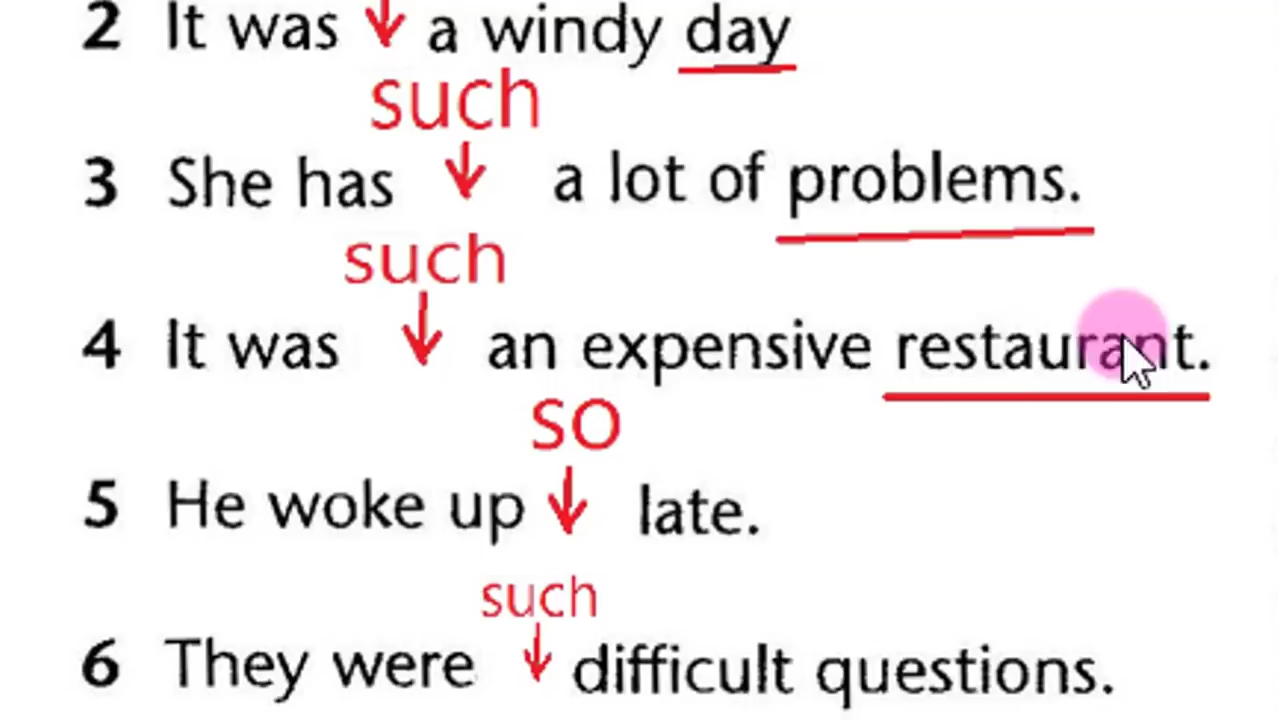 2 It was a windy day
such
3 She has a lot of problems.
such
4 It was an expensive restaurant.
so
5 He woke up late.
such
6 They were difficult questions.